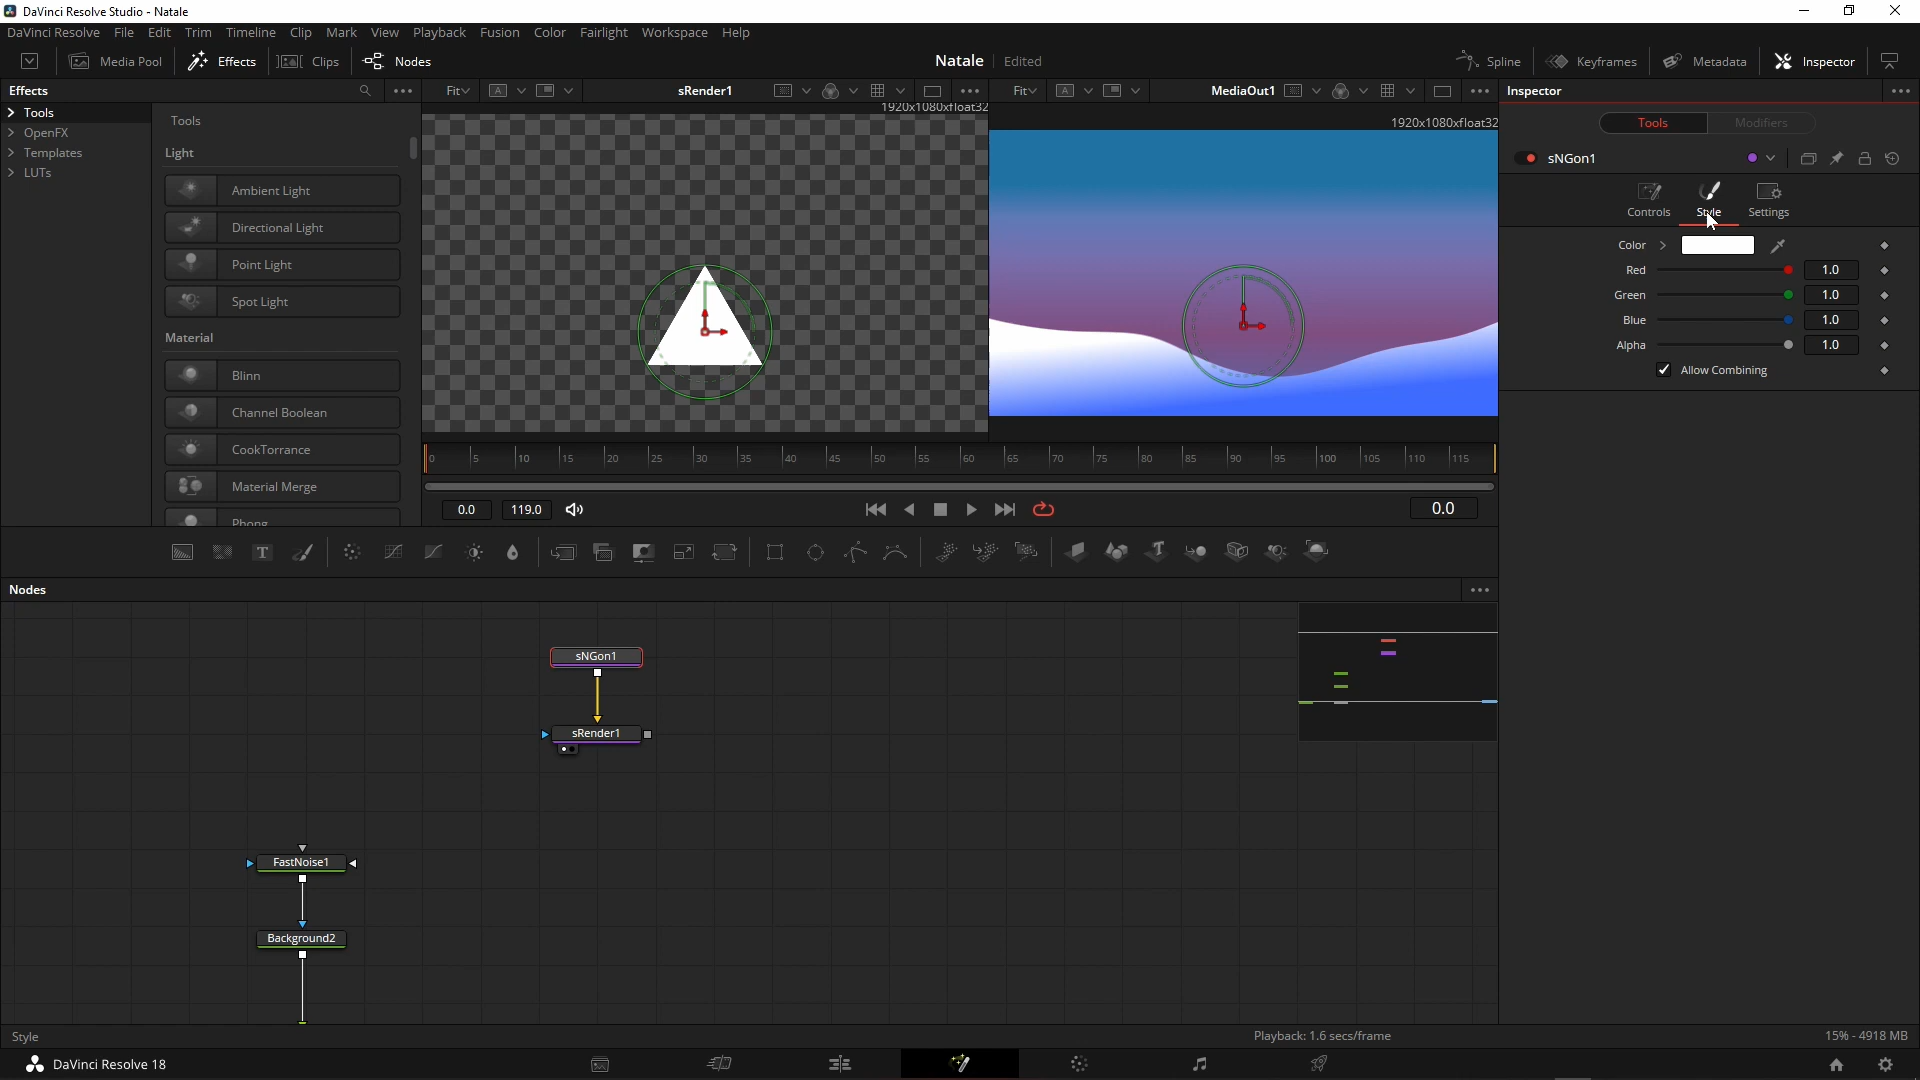 DaVinci Resolve Studio - Natale
DaVinci Resolve File Edit Trim Timeline Clip Mark View Playback Fusion Color Fairlight Workspace Help
Media Pool Effects Clips Nodes Natale Edited Spline Keyframes Metadata Inspector
Effects Fit A sRender1 Fit A MediaOut1 Inspector
1920x1080xfloat32
1920x1080xfloat32
Tools Modifiers
Tools
OpenFX
Templates
LUTs
Tools
Light
Ambient Light
Directional Light
Point Light
Spot Light
Material
Blinn
Channel Boolean
CookTorrance
Material Merge
Phong
sNGon1
Controls Style Settings
Color
Red 1.0
Green 1.0
Blue 1.0
Alpha 1.0
Allow Combining
0 5 10 15 20 25 30 35 40 45 50 55 60 65 70 75 80 85 90 95 100 105 110 115
0.0 119.0 0.0
T T
Nodes
sNGon1
sRender1
FastNoise1
Background2
Style Playback: 1.6 secs/frame 15% - 4918 MB
DaVinci Resolve 18